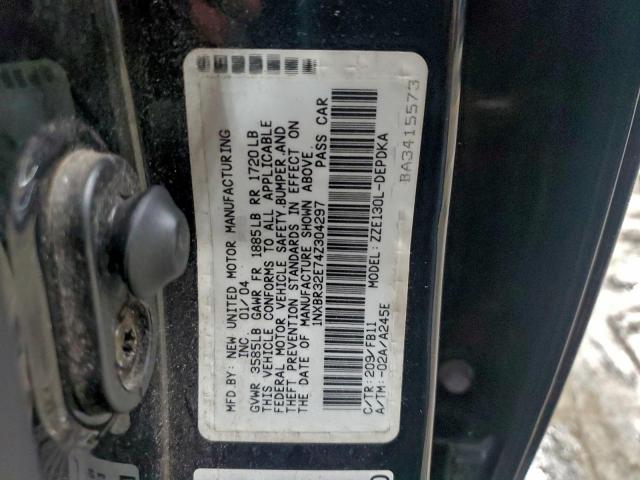 MFD.BY: NEW UNITED MOTOR MANUFACTURING
INC 01/04
GVWR 3585LB GAWR FR 1885LB RR 1720LB
THIS VEHICLE CONFORMS TO ALL APPLICABLE
FEDERAL MOTOR VEHICLE SAFETY,BUMPER,AND
THEFT PREVENTION STANDARDS IN EFFECT ON
THE DATE OF MANUFACTURE SHOWN ABOVE.
1NXBR32E74Z304297 PASS CAR
MODEL: ZZE130L-DEPDKA
C/TR: 209/FB11
A/TM:-02A/A245E
BA3415573